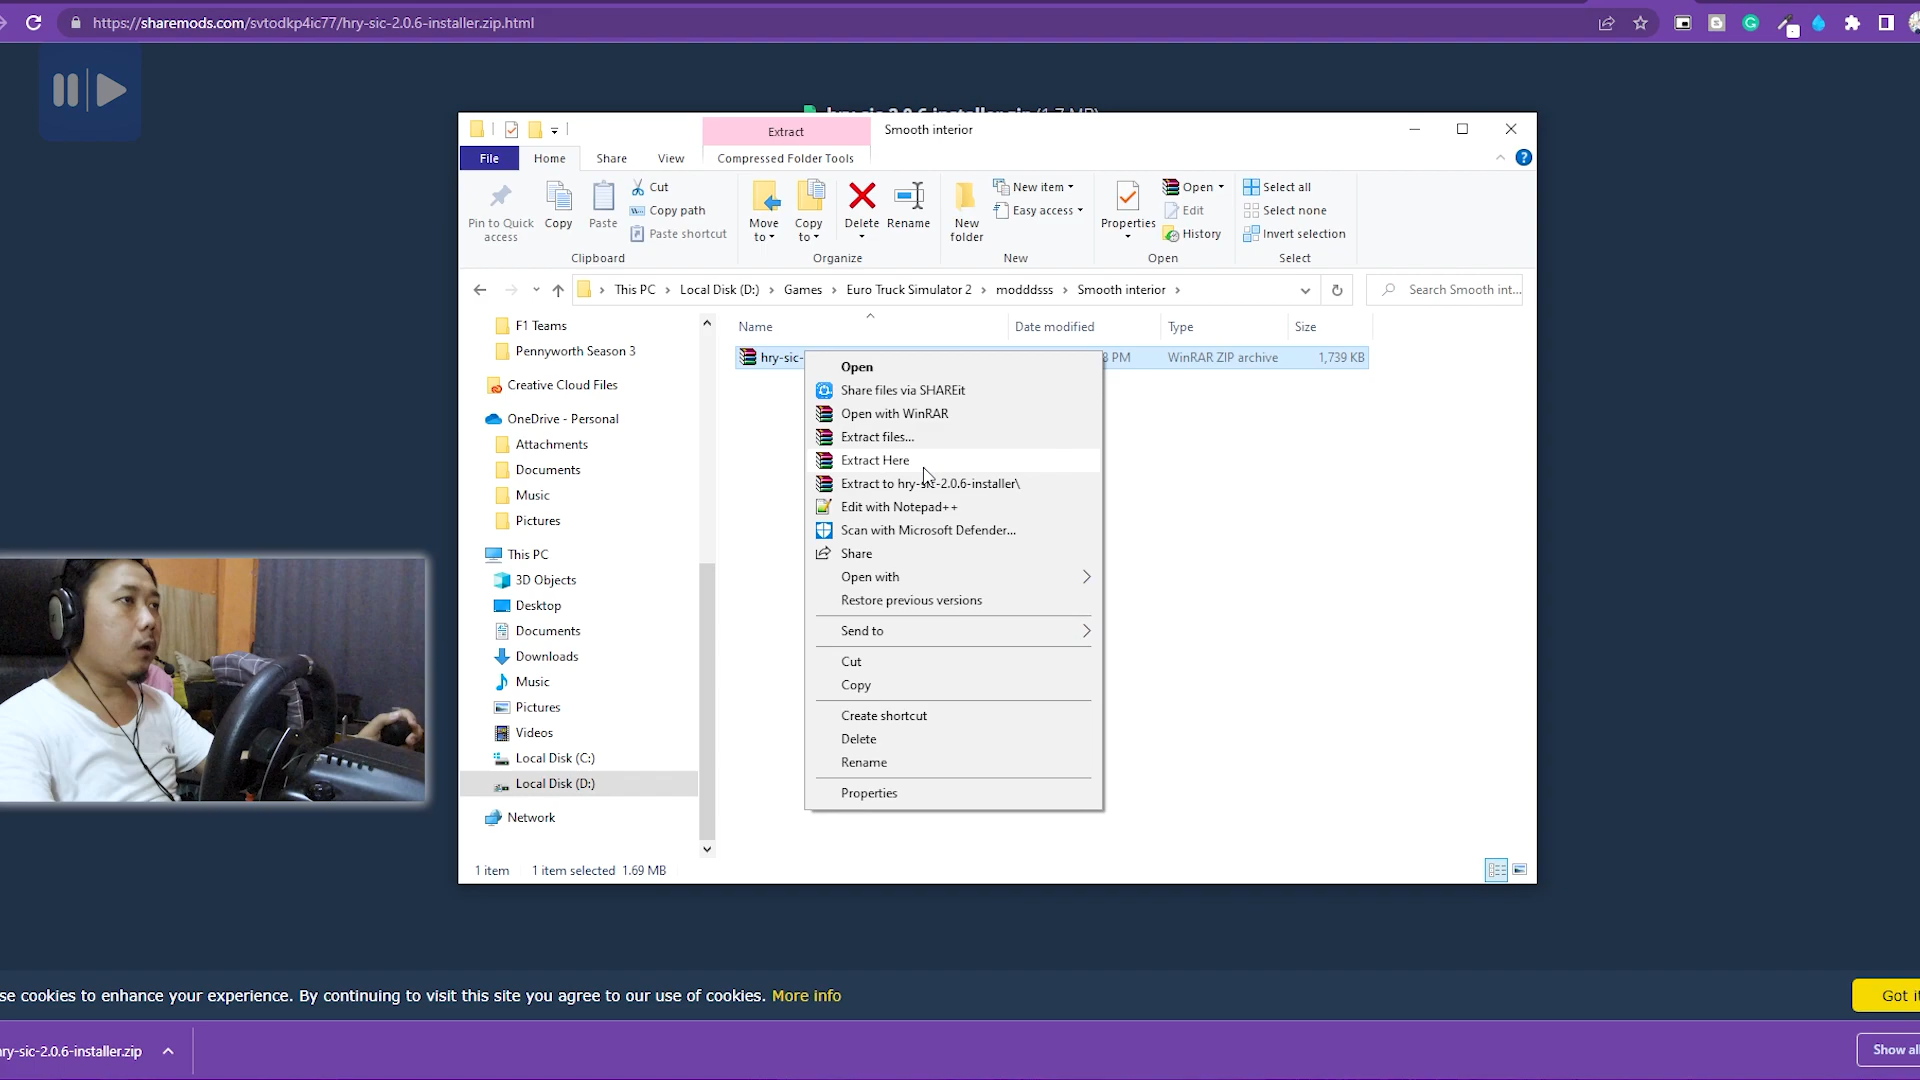 https://sharemods.com/svtodkp4ic77/hry-sic-2.0.6-installer.zip.html
Extract
Smooth interior
File
Home
Share
View
Compressed Folder Tools
Pin to Quick access
Copy
Paste
Cut
Copy path
Paste shortcut
Move to
Copy to
Delete
Rename
New folder
New item
Easy access
Properties
Open
Edit
History
Select all
Select none
Invert selection
Clipboard
Organize
New
Open
Select
This PC > Local Disk (D:) > Games > Euro Truck Simulator 2 > modddsss > Smooth interior >
Search Smooth int...
Name
Date modified
Type
Size
hry-sic-
PM
WinRAR ZIP archive
1,739 KB
F1 Teams
Pennyworth Season 3
Creative Cloud Files
OneDrive - Personal
Attachments
Documents
Music
Pictures
This PC
3D Objects
Desktop
Documents
Downloads
Music
Pictures
Videos
Local Disk (C:)
Local Disk (D:)
Network
Open
Share files via SHAREit
Open with WinRAR
Extract files...
Extract Here
Extract to hry-sic-2.0.6-installer\
Edit with Notepad++
Scan with Microsoft Defender...
Share
Open with
Restore previous versions
Send to
Cut
Copy
Create shortcut
Delete
Rename
Properties
1 item
1 item selected 1.69 MB
se cookies to enhance your experience. By continuing to visit this site you agree to our use of cookies. More info
Got it
ry-sic-2.0.6-installer.zip
Show all